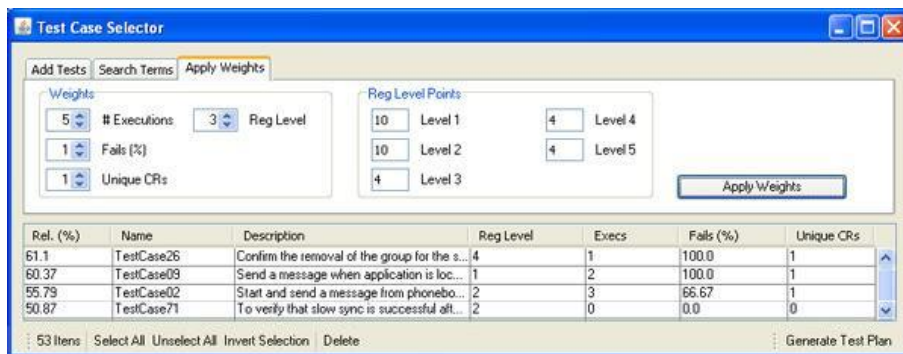 Test Case Selector
Add Tests Search Terms Apply Weights
Weights
5 # Executions 3 Reg Level
1 Fails (%)
1 Unique CRs
Reg Level Points
10 Level 1 4 Level 4
10 Level 2 4 Level 5
4 Level 3
Apply Weights
Rel. (%) Name Description Reg Level Execs Fails (%) Unique CRs
61.1 TestCase26 Confirm the removal of the group for the s... 4 1 100.0 1
60.37 TestCase09 Send a message when application is loc... 1 2 100.0 1
55.79 TestCase02 Start and send a message from phonebo... 2 3 66.67 1
50.87 TestCase71 To verify that slow sync is successful aft... 2 0 0.0 0
53 Itens Select All Unselect All Invert Selection Delete Generate Test Plan